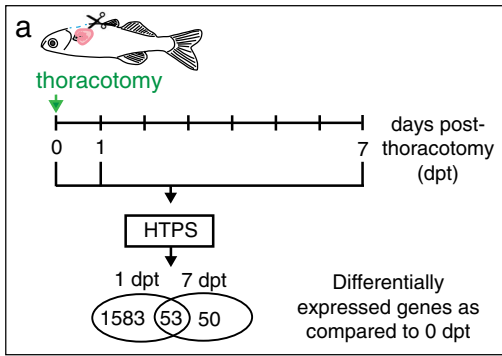 a
thoracotomy
0 1 7
days post-
thoracotomy
(dpt)
HTPS
1 dpt 7 dpt
1583 53 50
Differentially
expressed genes as
compared to 0 dpt